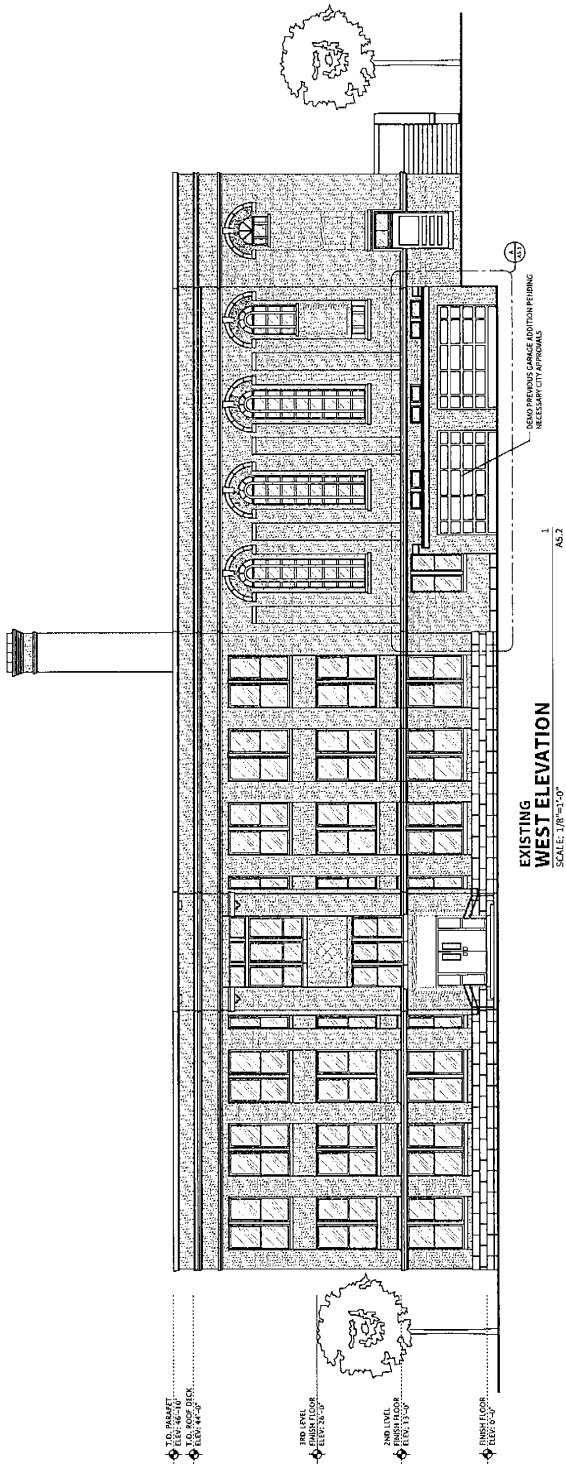 T.O. PARAPET
ELEV: 46'-10"
T.O. ROOF DECK
ELEV: 44'-0"
3RD LEVEL
FINISH FLOOR
ELEV: 26'-0"
2ND LEVEL
FINISH FLOOR
ELEV: 13'-0"
FINISH FLOOR
ELEV: 0'-0"
EXISTING
WEST ELEVATION
SCALE: 1/8"=1'-0"
1
A5.2
DEMO PREVIOUS GARAGE ADDITION PENDING
NECESSARY CITY APPROVALS